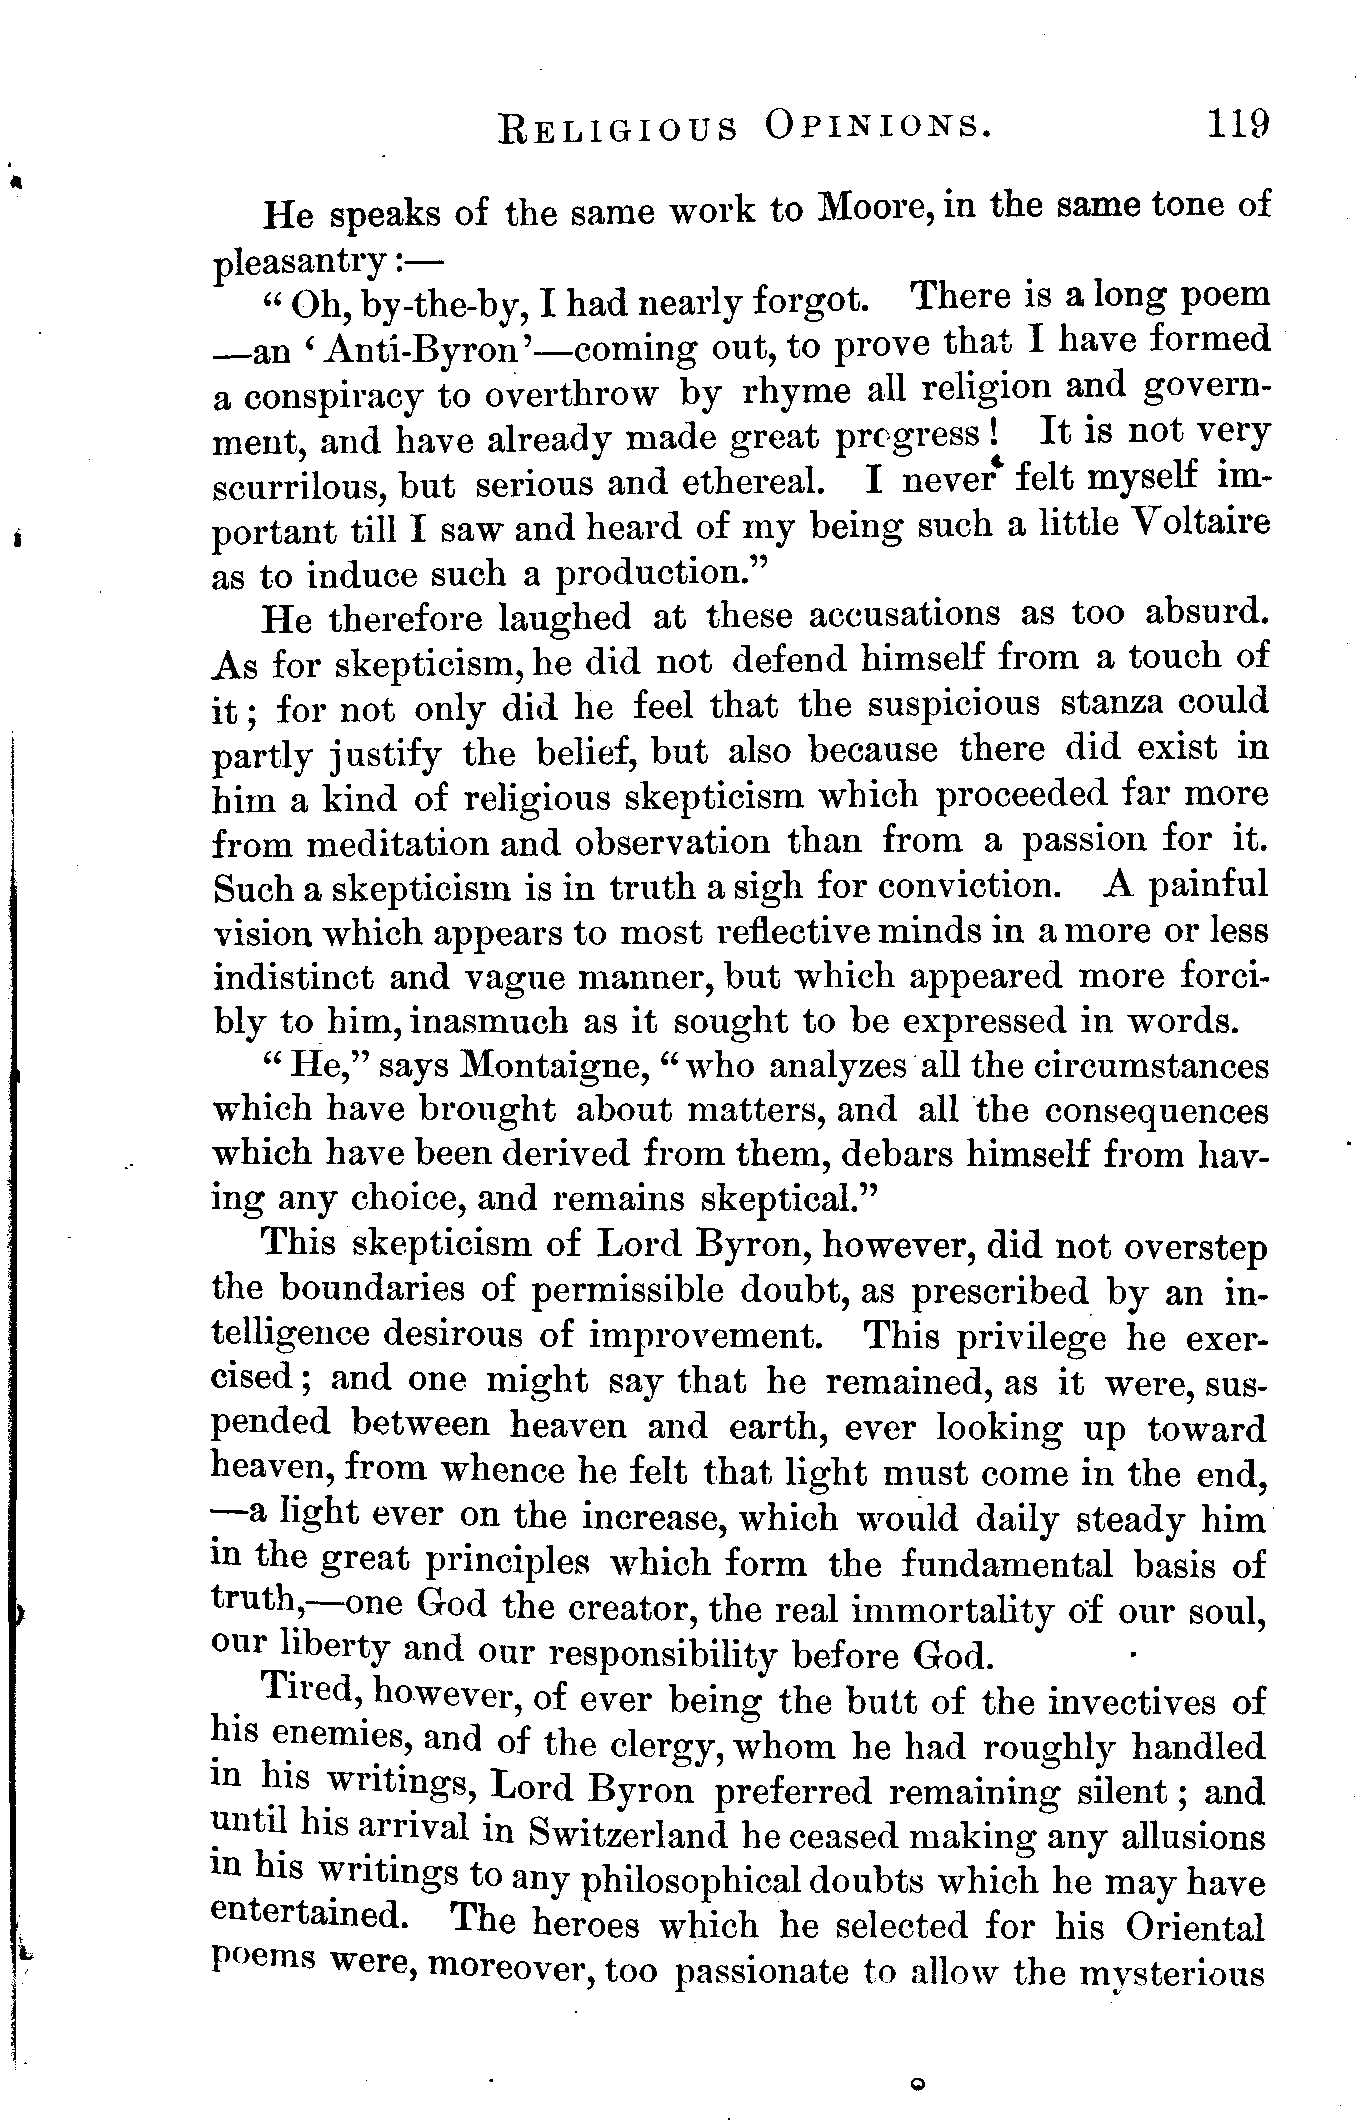 RELIGIOUS OPINIONS. 119
He speaks of the same work to Moore, in the same tone of
pleasantry:—
“Oh, by-the-by, I had nearly forgot. There is a long poem
—an ‘Anti-Byron’—coming out, to prove that I have formed
a conspiracy to overthrow by rhyme all religion and govern-
ment, and have already made great progress! It is not very
scurrilous, but serious and ethereal. I never felt myself im-
portant till I saw and heard of my being such a little Voltaire
as to induce such a production.”
He therefore laughed at these accusations as too absurd.
As for skepticism, he did not defend himself from a touch of
it; for not only did he feel that the suspicious stanza could
partly justify the belief, but also because there did exist in
him a kind of religious skepticism which proceeded far more
from meditation and observation than from a passion for it.
Such a skepticism is in truth a sigh for conviction. A painful
vision which appears to most reflective minds in a more or less
indistinct and vague manner, but which appeared more forci-
bly to him, inasmuch as it sought to be expressed in words.
“He,” says Montaigne, “who analyzes all the circumstances
which have brought about matters, and all the consequences
which have been derived from them, debars himself from hav-
ing any choice, and remains skeptical.”
This skepticism of Lord Byron, however, did not overstep
the boundaries of permissible doubt, as prescribed by an in-
telligence desirous of improvement. This privilege he exer-
cised; and one might say that he remained, as it were, sus-
pended between heaven and earth, ever looking up toward
heaven, from whence he felt that light must come in the end,
—a light ever on the increase, which would daily steady him
in the great principles which form the fundamental basis of
truth,—one God the creator, the real immortality of our soul,
our liberty and our responsibility before God.
Tired, however, of ever being the butt of the invectives of
his enemies, and of the clergy, whom he had roughly handled
in his writings, Lord Byron preferred remaining silent; and
until his arrival in Switzerland he ceased making any allusions
in his writings to any philosophical doubts which he may have
entertained. The heroes which he selected for his Oriental
poems were, moreover, too passionate to allow the mysterious